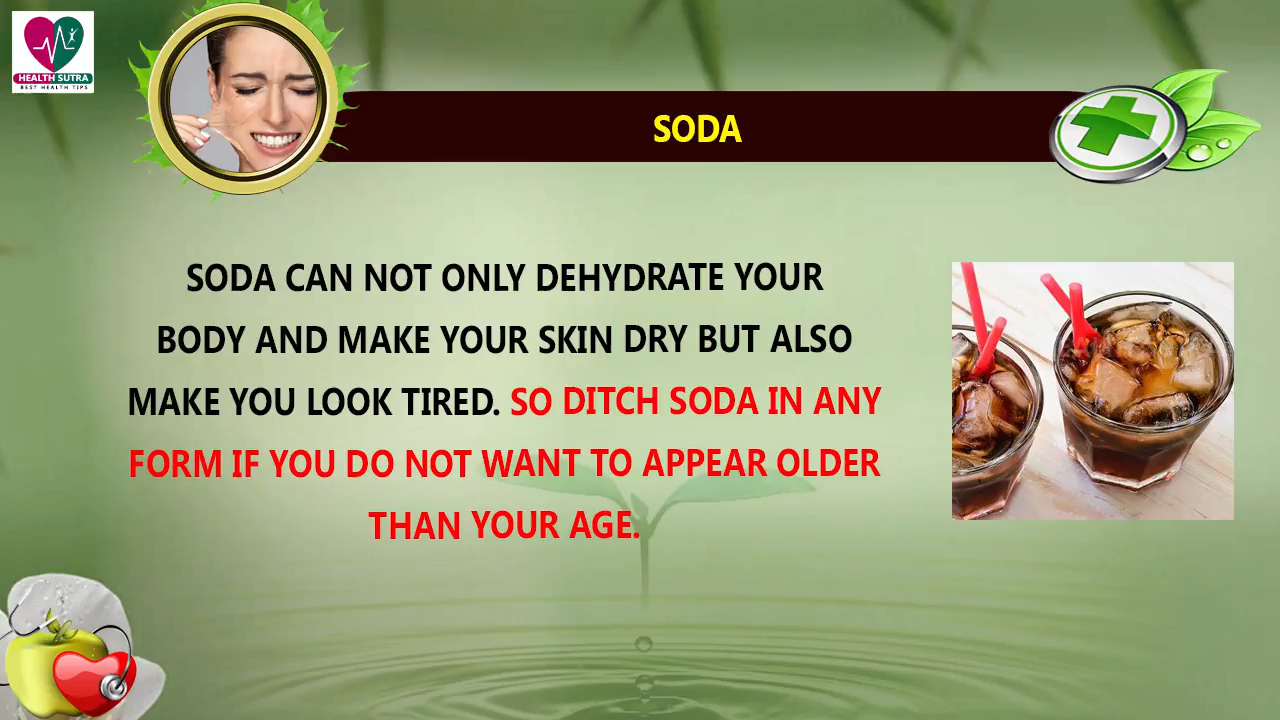 HEALTH SUTRA
BEST HEALTH TIPS
SODA
SODA CAN NOT ONLY DEHYDRATE YOUR
BODY AND MAKE YOUR SKIN DRY BUT ALSO
MAKE YOU LOOK TIRED. SO DITCH SODA IN ANY
FORM IF YOU DO NOT WANT TO APPEAR OLDER
THAN YOUR AGE.